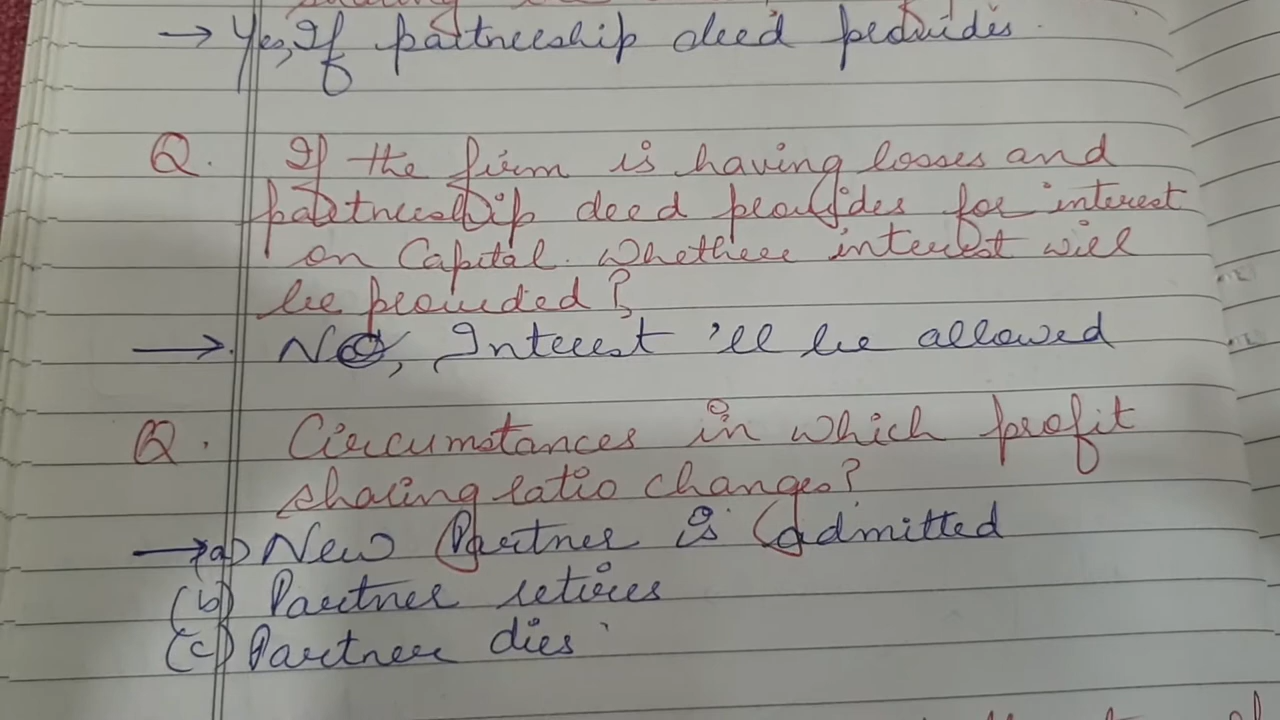 → Yes, If partnership deed provides.
Q. If the firm is having losses and
partnership deed provides for interest
on Capital. Whether interest will
be provided?
→ No, Interest 'll be allowed
Q. Circumstances in which profit
sharing ratio changes?
→ (a) New Partner is admitted
(b) Partner retires
(c) Partner dies